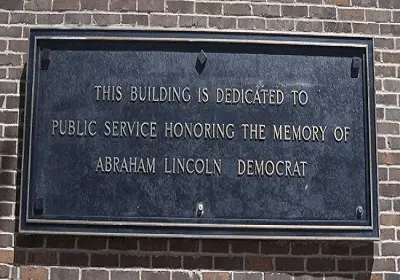 THIS BUILDING IS DEDICATED TO
PUBLIC SERVICE HONORING THE MEMORY OF
ABRAHAM LINCOLN DEMOCRAT